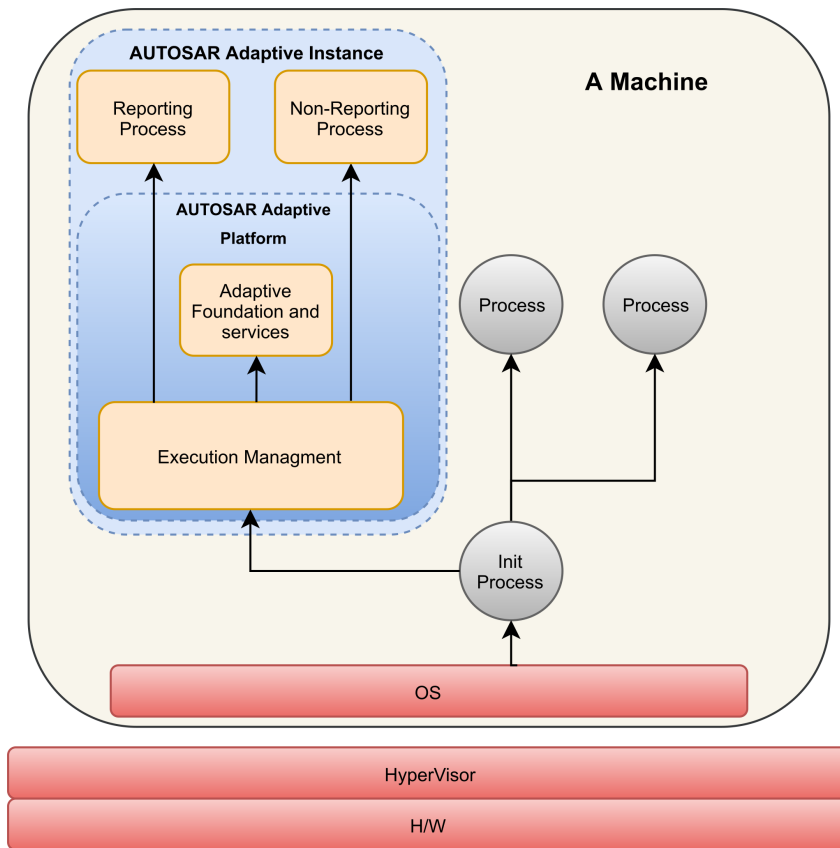 AUTOSAR Adaptive Instance
A Machine
Reporting
Process
Non-Reporting
Process
AUTOSAR Adaptive
Platform
Adaptive
Foundation and
services
Process
Process
Execution Managment
Init
Process
OS
HyperVisor
H/W